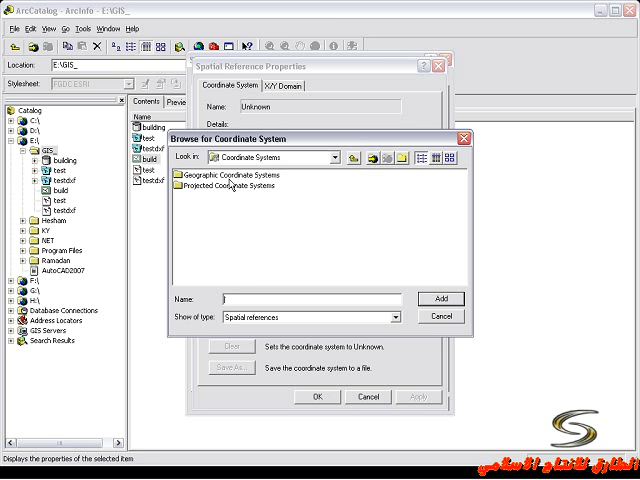 ArcCatalog - ArcInfo - E:\GIS_
File Edit View Go Tools Window Help
Location: E:\GIS_
Stylesheet: FGDC ESRI
Catalog
C:\
D:\
E:\
GIS_
building
test
testdxf
build
test
testdxf
Hesham
KY
NET
Program Files
Ramadan
AutoCAD2007
F:\
G:\
H:\
Database Connections
Address Locators
GIS Servers
Search Results
Contents Preview
Name
building
test
testdxf
build
test
testdxf
Spatial Reference Properties
Coordinate System X/Y Domain
Name: Unknown
Details:
Browse for Coordinate System
Look in: Coordinate Systems
Geographic Coordinate Systems
Projected Coordinate Systems
Name: Add
Show of type: Spatial references Cancel
Clear Sets the coordinate system to Unknown.
Save As... Save the coordinate system to a file.
OK Cancel Apply
Displays the properties of the selected item
الطارق للانتاج الاسلامي